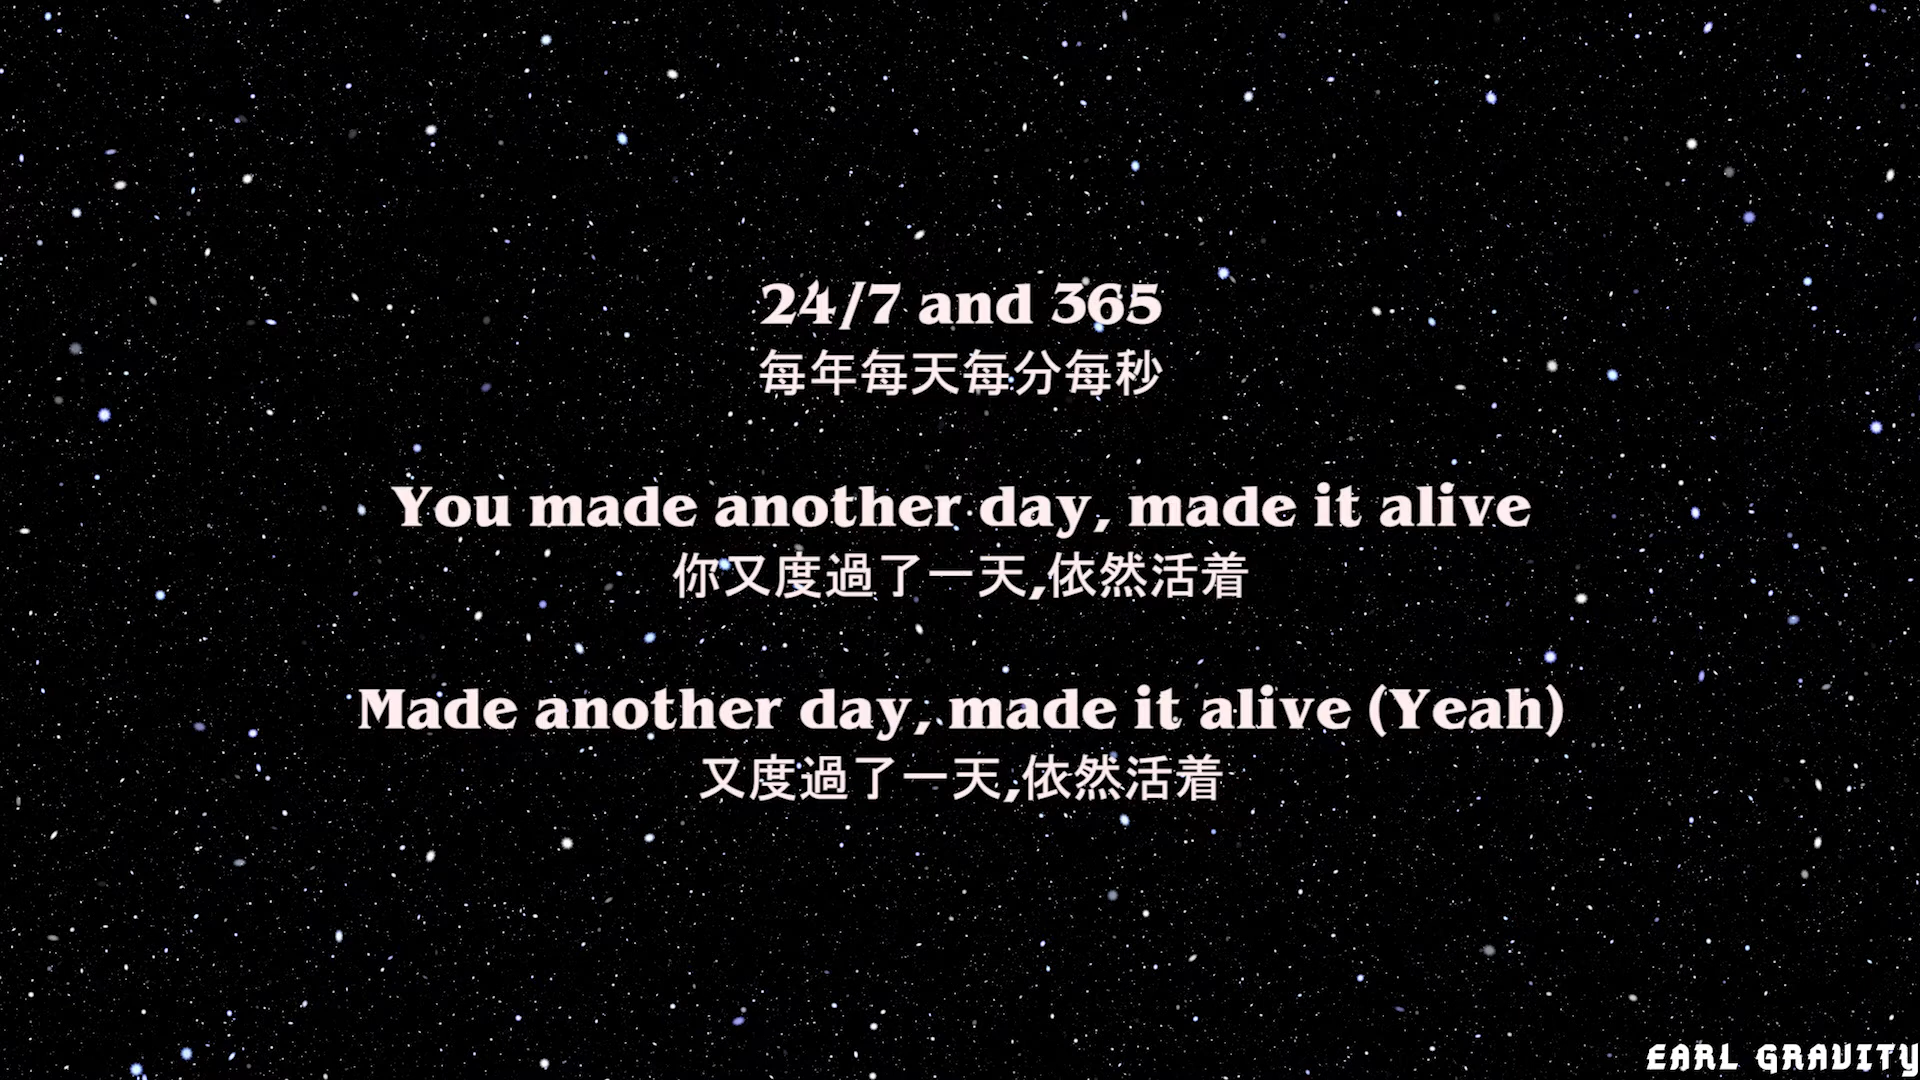 24/7 and 365
每年每天每分每秒
You made another day, made it alive
你又度過了一天,依然活着
Made another day, made it alive (Yeah)
又度過了一天,依然活着
EARL GRAVITY